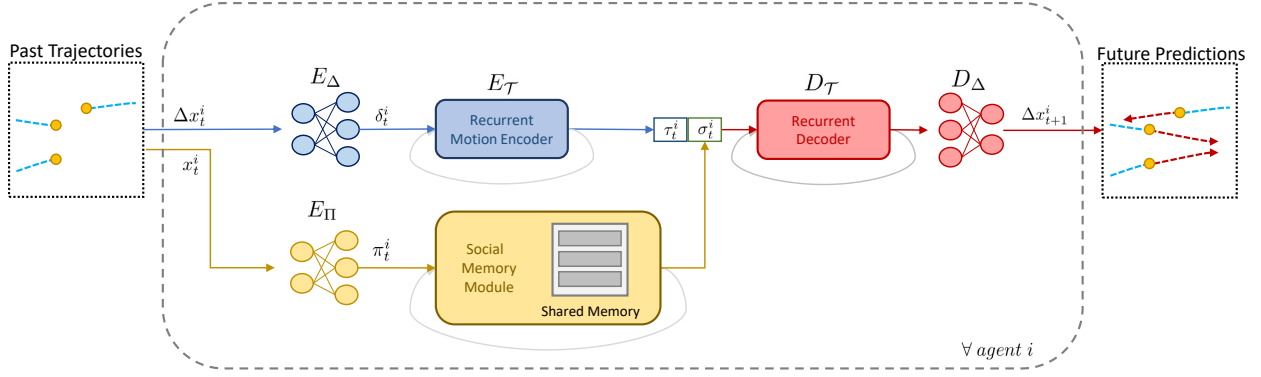 Past Trajectories
Δx_t^i
x_t^i
E_Δ
δ_t^i
E_𝒯
Recurrent
Motion Encoder
τ_t^i σ_t^i
D_𝒯
Recurrent
Decoder
D_Δ
Δx_{t+1}^i
Future Predictions
E_Π
π_t^i
Social
Memory
Module
Shared Memory
∀ agent i